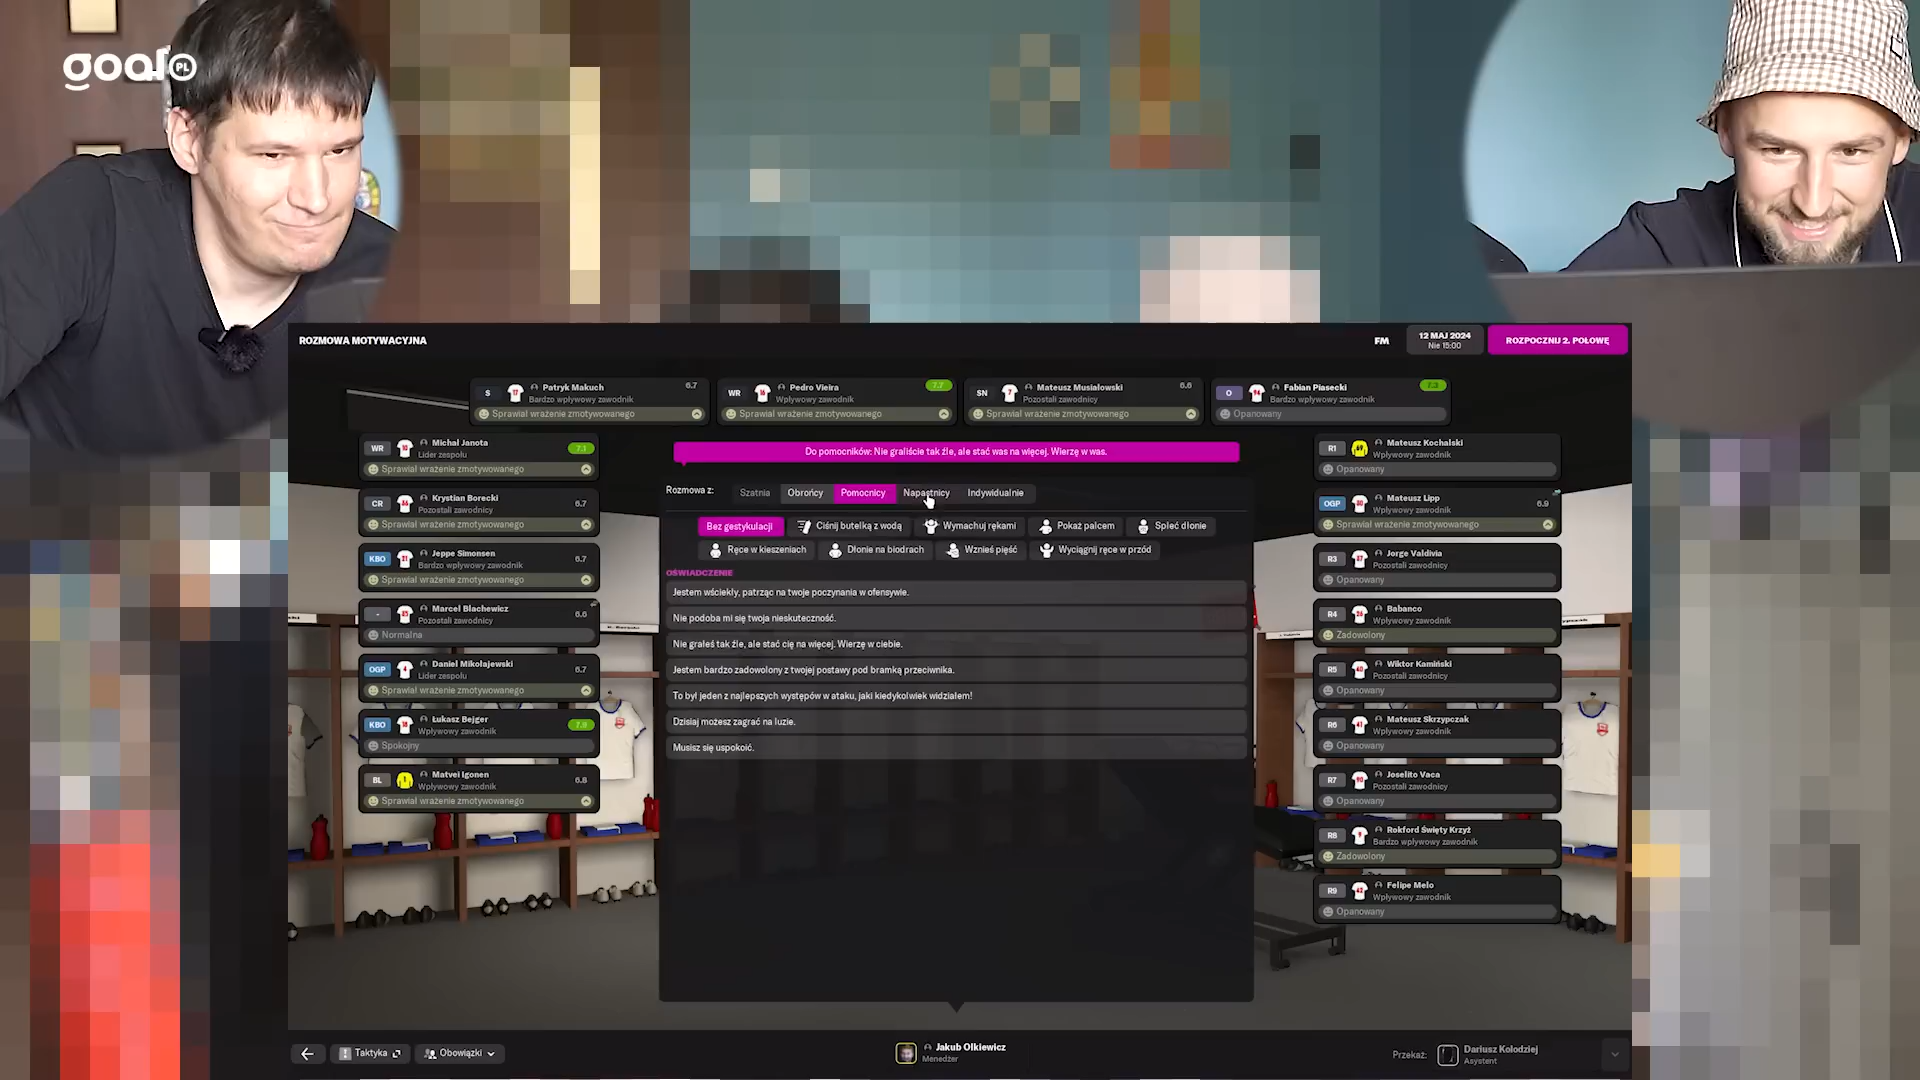 goal PL
ROZMOWA MOTYWACYJNA
FM
12 MAJ 2024
Nie 15:00
ROZPOCZNIJ 2. POŁOWĘ
S
Patryk Makuch
6.7
Bardzo wpływowy zawodnik
Sprawiał wrażenie zmotywowanego
WR
Pedro Vieira
7.7
Wpływowy zawodnik
Sprawiał wrażenie zmotywowanego
SN
Mateusz Musiałowski
6.6
Pozostali zawodnicy
Sprawiał wrażenie zmotywowanego
O
Fabian Piasecki
7.3
Bardzo wpływowy zawodnik
Opanowany
WR
Michał Janota
7.1
Lider zespołu
Sprawiał wrażenie zmotywowanego
CR
Krystian Borecki
6.7
Pozostali zawodnicy
Sprawiał wrażenie zmotywowanego
KBO
Jeppe Simonsen
6.7
Bardzo wpływowy zawodnik
Sprawiał wrażenie zmotywowanego
-
Marcel Błachewicz
6.6
Pozostali zawodnicy
Normalna
OGP
Daniel Mikołajewski
6.7
Lider zespołu
Sprawiał wrażenie zmotywowanego
KBO
Łukasz Bejger
Wpływowy zawodnik
Spokojny
BL
Matvei Igonen
6.8
Wpływowy zawodnik
Sprawiał wrażenie zmotywowanego
Do pomocników: Nie graliście tak źle, ale stać was na więcej. Wierzę w was.
Rozmowa z:
Szatnia
Obrońcy
Pomocnicy
Napastnicy
Indywidualnie
Bez gestykulacji
Ciśnij butelką z wodą
Wymachuj rękami
Pokaż palcem
Spleć dłonie
Ręce w kieszeniach
Dłonie na biodrach
Wznieś pięść
Wyciągnij ręce w przód
OŚWIADCZENIE
Jestem wściekły, patrząc na twoje poczynania w ofensywie.
Nie podoba mi się twoja nieskuteczność.
Nie grałeś tak źle, ale stać cię na więcej. Wierzę w ciebie.
Jestem bardzo zadowolony z twojej postawy pod bramką przeciwnika.
To był jeden z najlepszych występów w ataku, jaki kiedykolwiek widziałem!
Dzisiaj możesz zagrać na luzie.
Musisz się uspokoić.
R1
Mateusz Kochalski
Wpływowy zawodnik
Opanowany
OGP
Mateusz Lipp
6.9
Wpływowy zawodnik
Sprawiał wrażenie zmotywowanego
R3
Jorge Valdivia
Pozostali zawodnicy
Opanowany
R4
Babanco
Wpływowy zawodnik
Zadowolony
R5
Wiktor Kamiński
Pozostali zawodnicy
Opanowany
R6
Mateusz Skrzypczak
Wpływowy zawodnik
Opanowany
R7
Joselito Vaca
Pozostali zawodnicy
Opanowany
R8
Rokford Święty Krzyż
Bardzo wpływowy zawodnik
Zadowolony
R9
Felipe Melo
Wpływowy zawodnik
Opanowany
Taktyka
Obowiązki
Jakub Olkiewicz
Menedżer
Przekaż:
Dariusz Kołodziej
Asystent